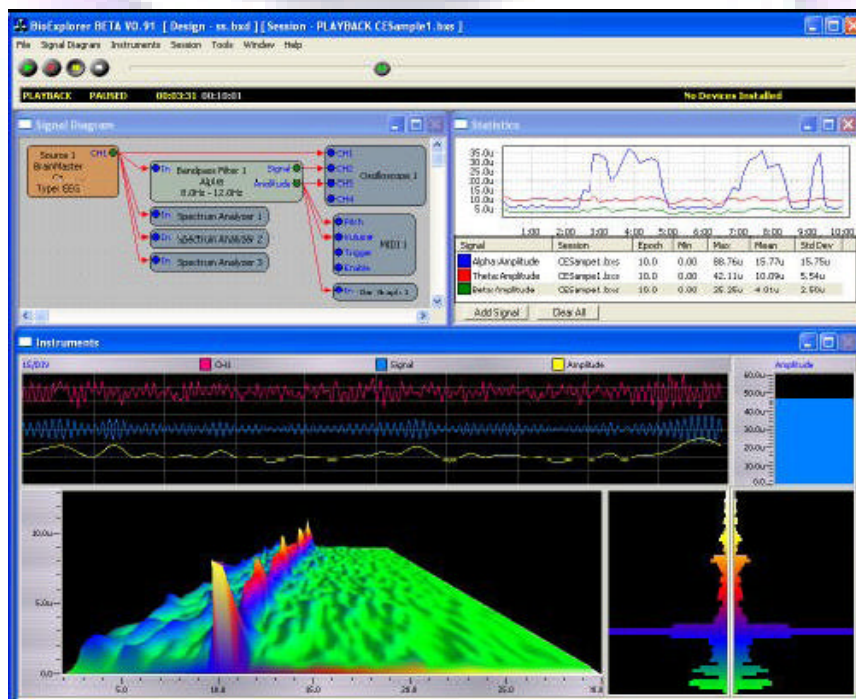 BioExplorer BETA V0.91 [ Design - ss.bxd ] [ Session - PLAYBACK CESample1.bxs ]
File Signal Diagram Instruments Session Tools Window Help
PLAYBACK PAUSED 00:03:31 00:10:01 No Devices Installed
Signal Diagram
Source 1 CH1
BrainMaster
Type: EEG
In Bandpass Filter 1 Signal
Alpha Amplitude
8.0Hz - 12.0Hz
In Spectrum Analyzer 1
In Spectrum Analyzer 2
In Spectrum Analyzer 3
CH1
CH2
Oscilloscope 1
CH3
CH4
Pitch
Volume
MIDI 1
Trigger
Enable
In Bar Graph 1
Statistics
35.0u
30.0u
25.0u
20.0u
15.0u
10.0u
5.0u
1:00 2:00 3:00 4:00 5:00 6:00 7:00 8:00 9:00 10:00
Signal Session Epoch Min Max Mean Std Dev
Alpha:Amplitude CESample1.bxs 10.0 0.00 88.76u 15.77u 15.75u
Theta:Amplitude CESample1.bxs 10.0 0.00 42.11u 10.09u 5.54u
Beta:Amplitude CESample1.bxs 10.0 0.00 4.01u 2.50u
Add Signal Clear All
Instruments
1S/DIV CH1 Signal Amplitude
Amplitude
60.0u
50.0u
40.0u
30.0u
20.0u
10.0u
0.0
10.0u
5.0u
0.0
5.0 10.0 15.0 20.0 25.0 30.0